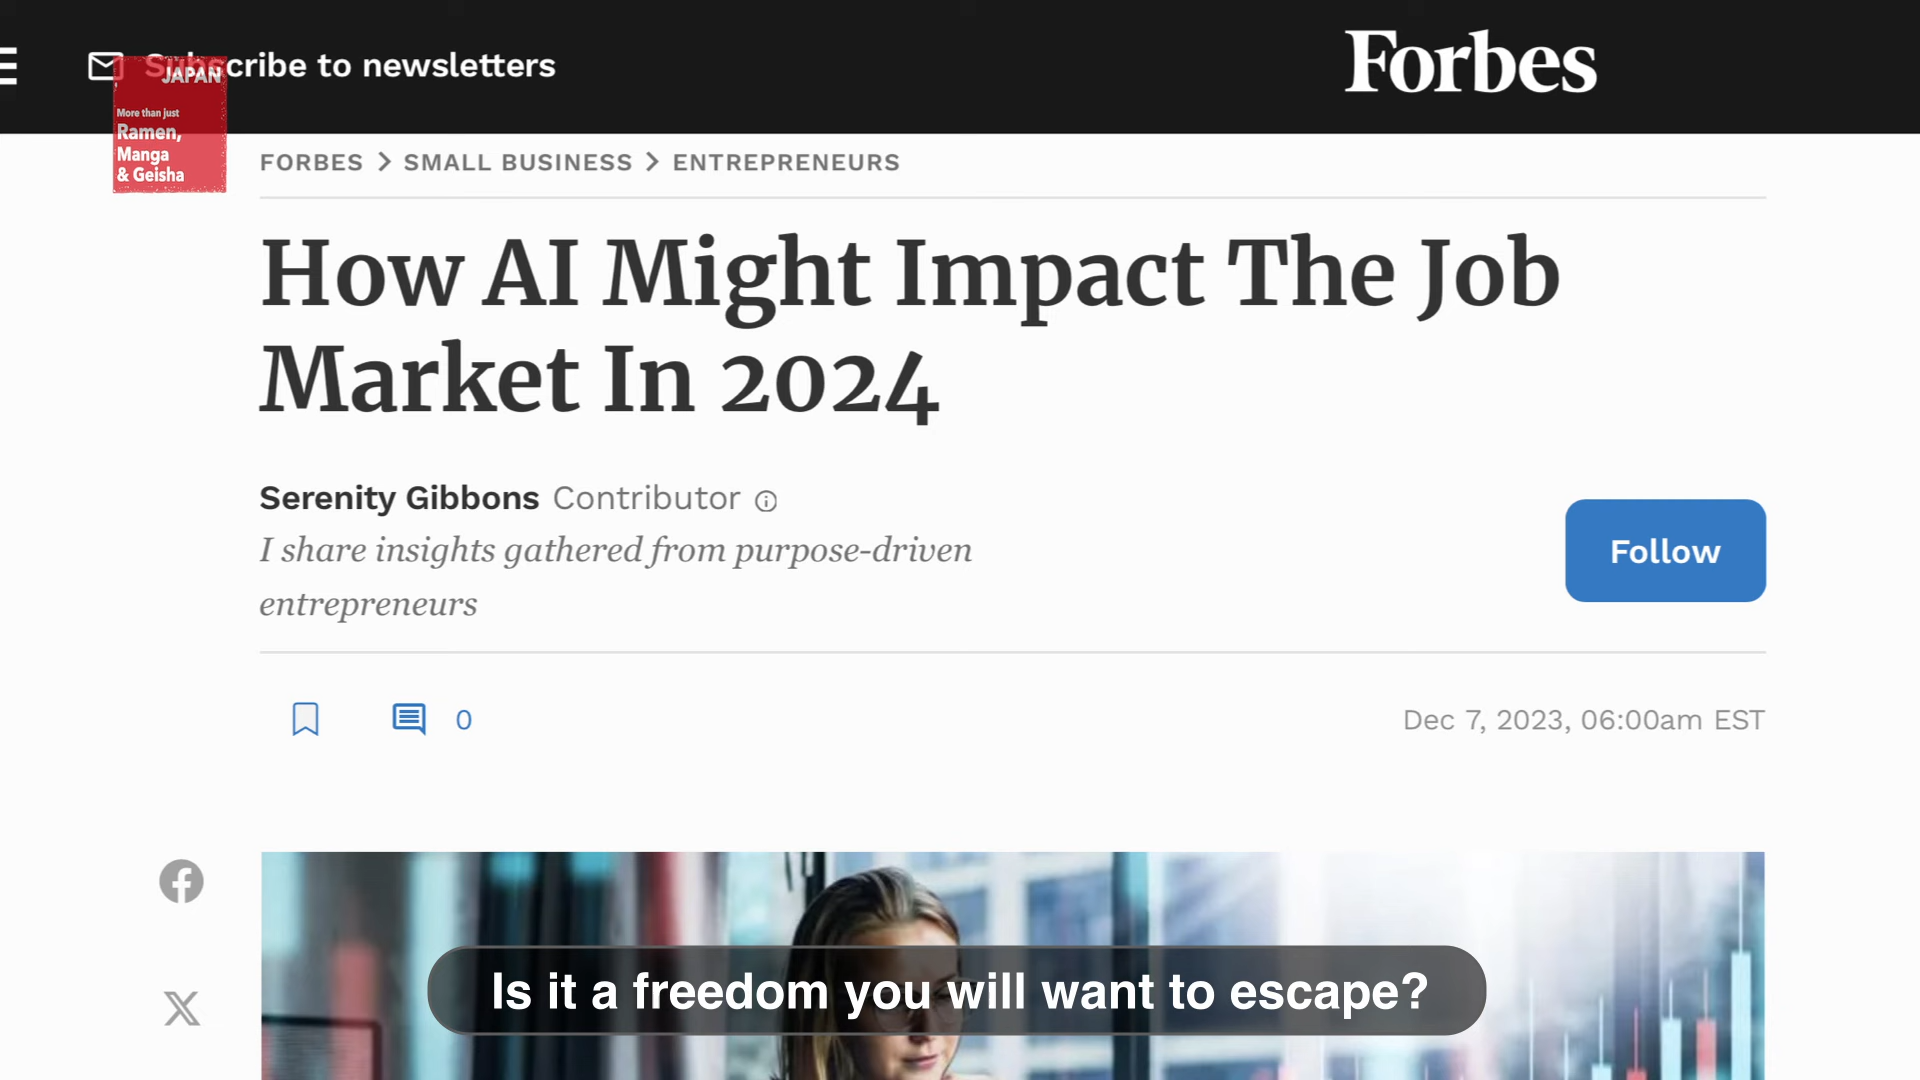 Subscribe to newsletters
Forbes
JAPAN
More than just
Ramen,
Manga
& Geisha
FORBES > SMALL BUSINESS > ENTREPRENEURS
How AI Might Impact The Job
Market In 2024
Serenity Gibbons Contributor
I share insights gathered from purpose-driven
entrepreneurs
Follow
0
Dec 7, 2023, 06:00am EST
Is it a freedom you will want to escape?